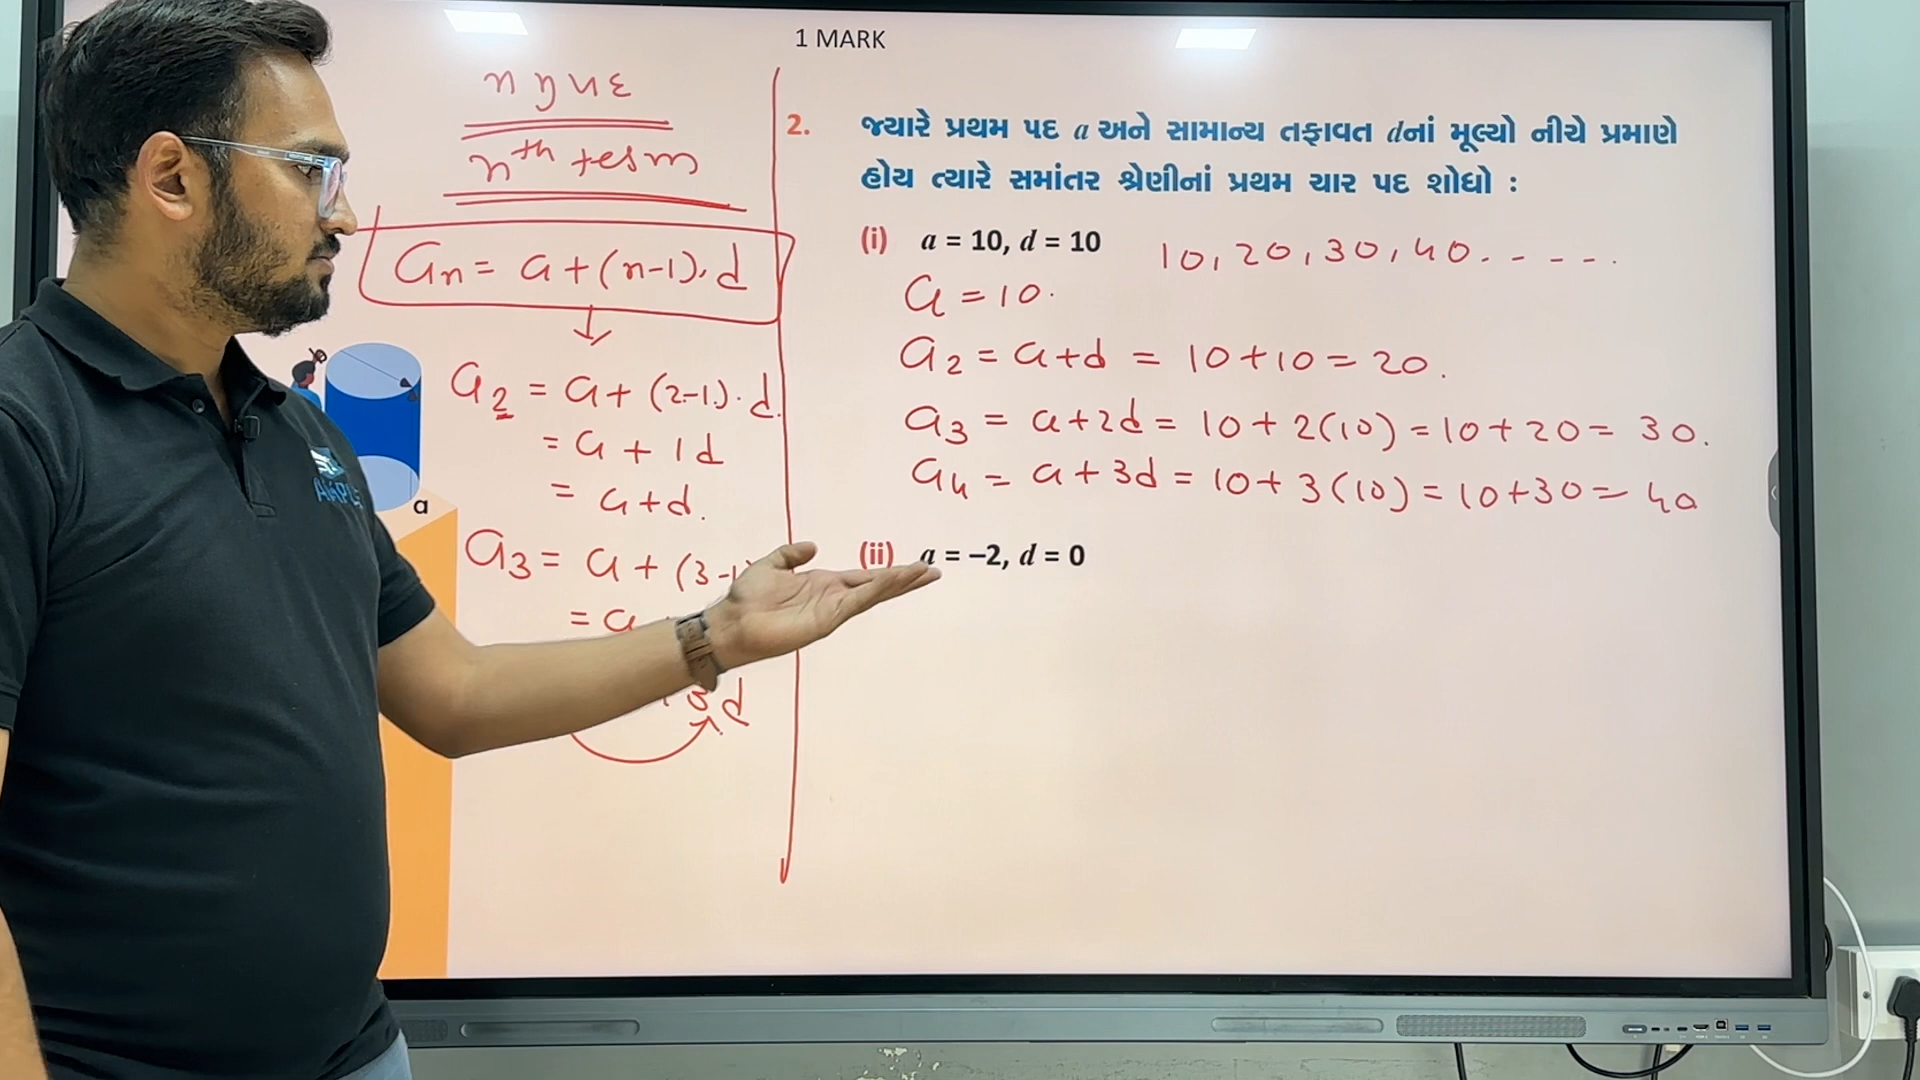 1 MARK
n મુ પદ
nth term
an = a + (n-1). d
a2 = a + (2-1). d
= a + 1d
= a+d.
a3 = a + (3-1
= a
3d
a
2. જ્યારે પ્રથમ પદ a અને સામાન્ય તફાવત dનાં મૂલ્યો નીચે પ્રમાણે
હોય ત્યારે સમાંતર શ્રેણીનાં પ્રથમ ચાર પદ શોધો :
(i) a = 10, d = 10 10, 20, 30, 40. - - - - .
a = 10.
a2 = a+d = 10+10 = 20.
a3 = a+2d = 10+2(10) = 10+20 = 30.
a4 = a+3d = 10+3(10) = 10+30 = 40
(ii) a = –2, d = 0